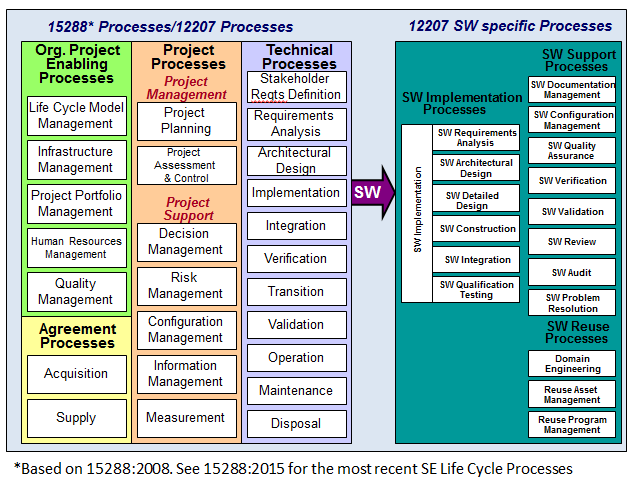 15288* Processes/12207 Processes
Org. Project
Enabling
Processes
Life Cycle Model
Management
Infrastructure
Management
Project Portfolio
Management
Human Resources
Management
Quality
Management
Agreement
Processes
Acquisition
Supply
Project
Processes
Project
Management
Project
Planning
Project
Assessment
& Control
Project
Support
Decision
Management
Risk
Management
Configuration
Management
Information
Management
Measurement
Technical
Processes
Stakeholder
Reqts Definition
Requirements
Analysis
Architectural
Design
Implementation
Integration
Verification
Transition
Validation
Operation
Maintenance
Disposal
SW
12207 SW specific Processes
SW Implementation
Processes
SW Implementation
SW Requirements
Analysis
SW Architectural
Design
SW Detailed
Design
SW Construction
SW Integration
SW Qualification
Testing
SW Support
Processes
SW Documentation
Management
SW Configuration
Management
SW Quality
Assurance
SW Verification
SW Validation
SW Review
SW Audit
SW Problem
Resolution
SW Reuse
Processes
Domain
Engineering
Reuse Asset
Management
Reuse Program
Management
*Based on 15288:2008. See 15288:2015 for the most recent SE Life Cycle Processes